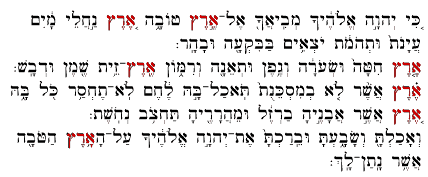 כִּ֚י יְהוָ֣ה אֱלֹהֶ֔יךָ מְבִֽיאֲךָ֖ אֶל־אֶ֣רֶץ טוֹבָ֑ה אֶ֚רֶץ נַ֣חֲלֵי מָ֔יִם
עֲיָנֹת֙ וּתְהֹמֹ֔ת יֹצְאִ֥ים בַּבִּקְעָ֖ה וּבָהָֽר׃
אֶ֤רֶץ חִטָּה֙ וּשְׂעֹרָ֔ה וְגֶ֥פֶן וּתְאֵנָ֖ה וְרִמּ֑וֹן אֶֽרֶץ־זֵ֥ית שֶׁ֖מֶן וּדְבָֽשׁ׃
אֶ֗רֶץ אֲשֶׁ֨ר לֹ֤א בְמִסְכֵּנֻת֙ תֹּֽאכַל־בָּ֣הּ לֶ֔חֶם לֹֽא־תֶחְסַ֥ר כֹּ֖ל בָּ֑הּ
אֶ֚רֶץ אֲשֶׁ֣ר אֲבָנֶ֣יהָ בַרְזֶ֔ל וּמֵהֲרָרֶ֖יהָ תַּחְצֹ֥ב נְחֹֽשֶׁת׃
וְאָכַלְתָּ֖ וְשָׂבָ֑עְתָּ וּבֵֽרַכְתָּ֙ אֶת־יְהוָ֣ה אֱלֹהֶ֔יךָ עַל־הָאָ֥רֶץ הַטֹּבָ֖ה
אֲשֶׁ֥ר נָֽתַן־לָֽךְ׃